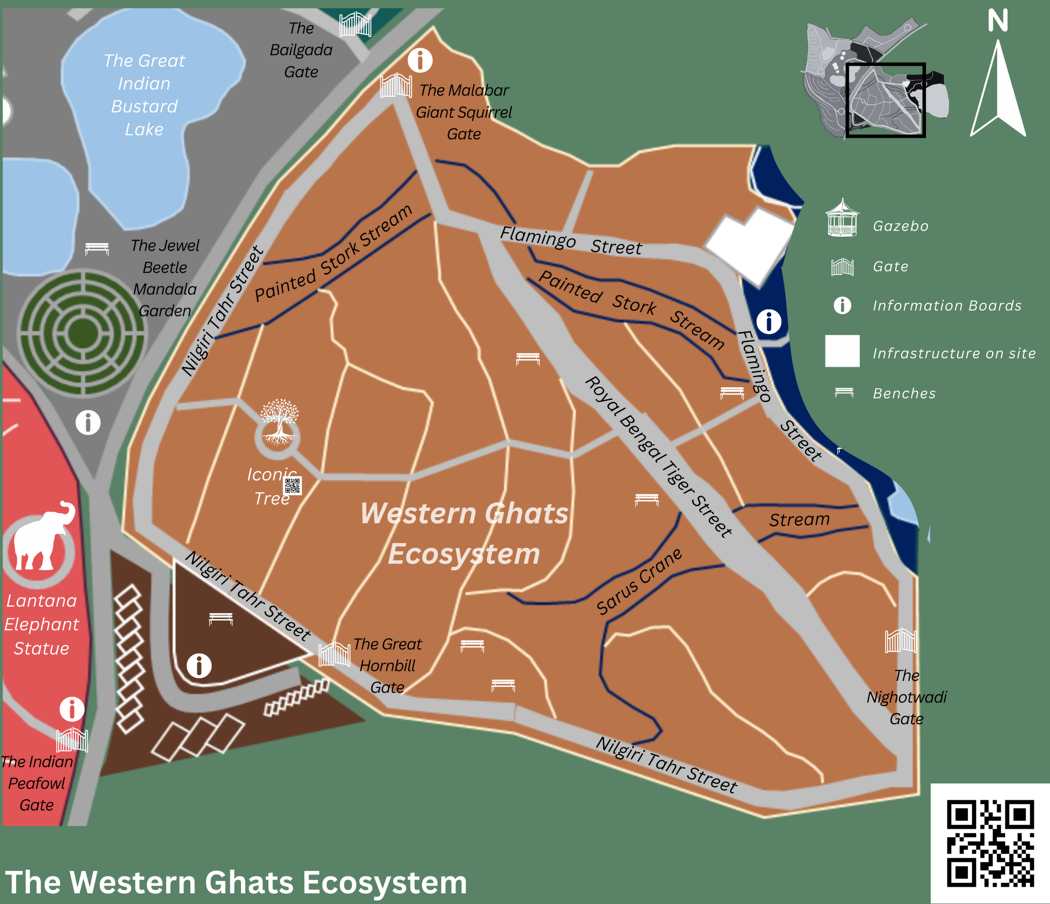 The
Bailgada
Gate
N
The Great
Indian
Bustard
Lake
The Malabar
Giant Squirrel
Gate
Painted Stork Stream
Flamingo Street
Gazebo
Gate
Information Boards
Infrastructure on site
Benches
The Jewel
Beetle
Mandala
Garden
Nilgiri Tahr Street
Painted Stork Stream
Flamingo Street
Royal Bengal Tiger Street
Iconic
Tree
Western Ghats
Ecosystem
Stream
Sarus Crane
Nilgiri Tahr Street
Lantana
Elephant
Statue
The Great
Hornbill
Gate
The
Nighotwadi
Gate
Nilgiri Tahr Street
The Indian
Peafowl
Gate
The Western Ghats Ecosystem